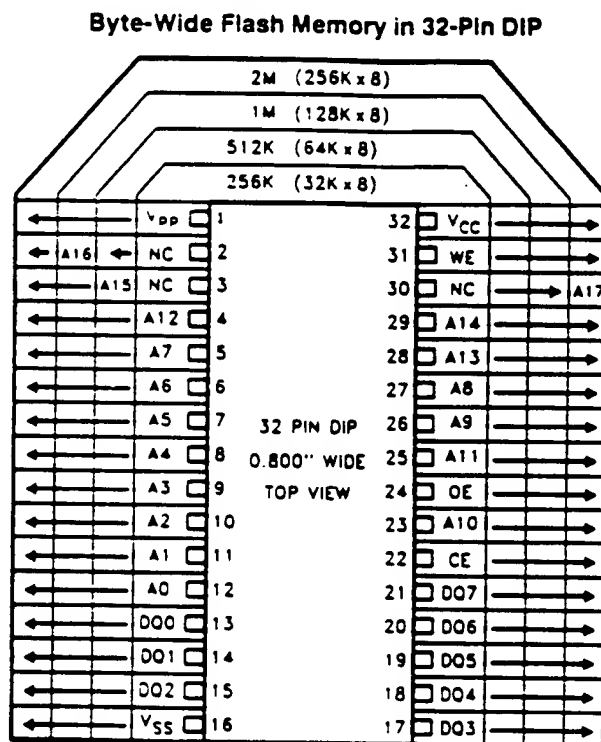 Byte-Wide Flash Memory in 32-Pin DIP
2M (256K x 8)
1M (128K x 8)
512K (64K x 8)
256K (32K x 8)
VPP 1 32 VCC
A16 NC 2 31 WE
A15 NC 3 30 NC A17
A12 4 29 A14
A7 5 28 A13
A6 6 27 A8
A5 7 26 A9
A4 8 25 A11
A3 9 24 OE
A2 10 23 A10
A1 11 22 CE
A0 12 21 DQ7
DQ0 13 20 DQ6
DQ1 14 19 DQ5
DQ2 15 18 DQ4
VSS 16 17 DQ3
32 PIN DIP
0.800'' WIDE
TOP VIEW